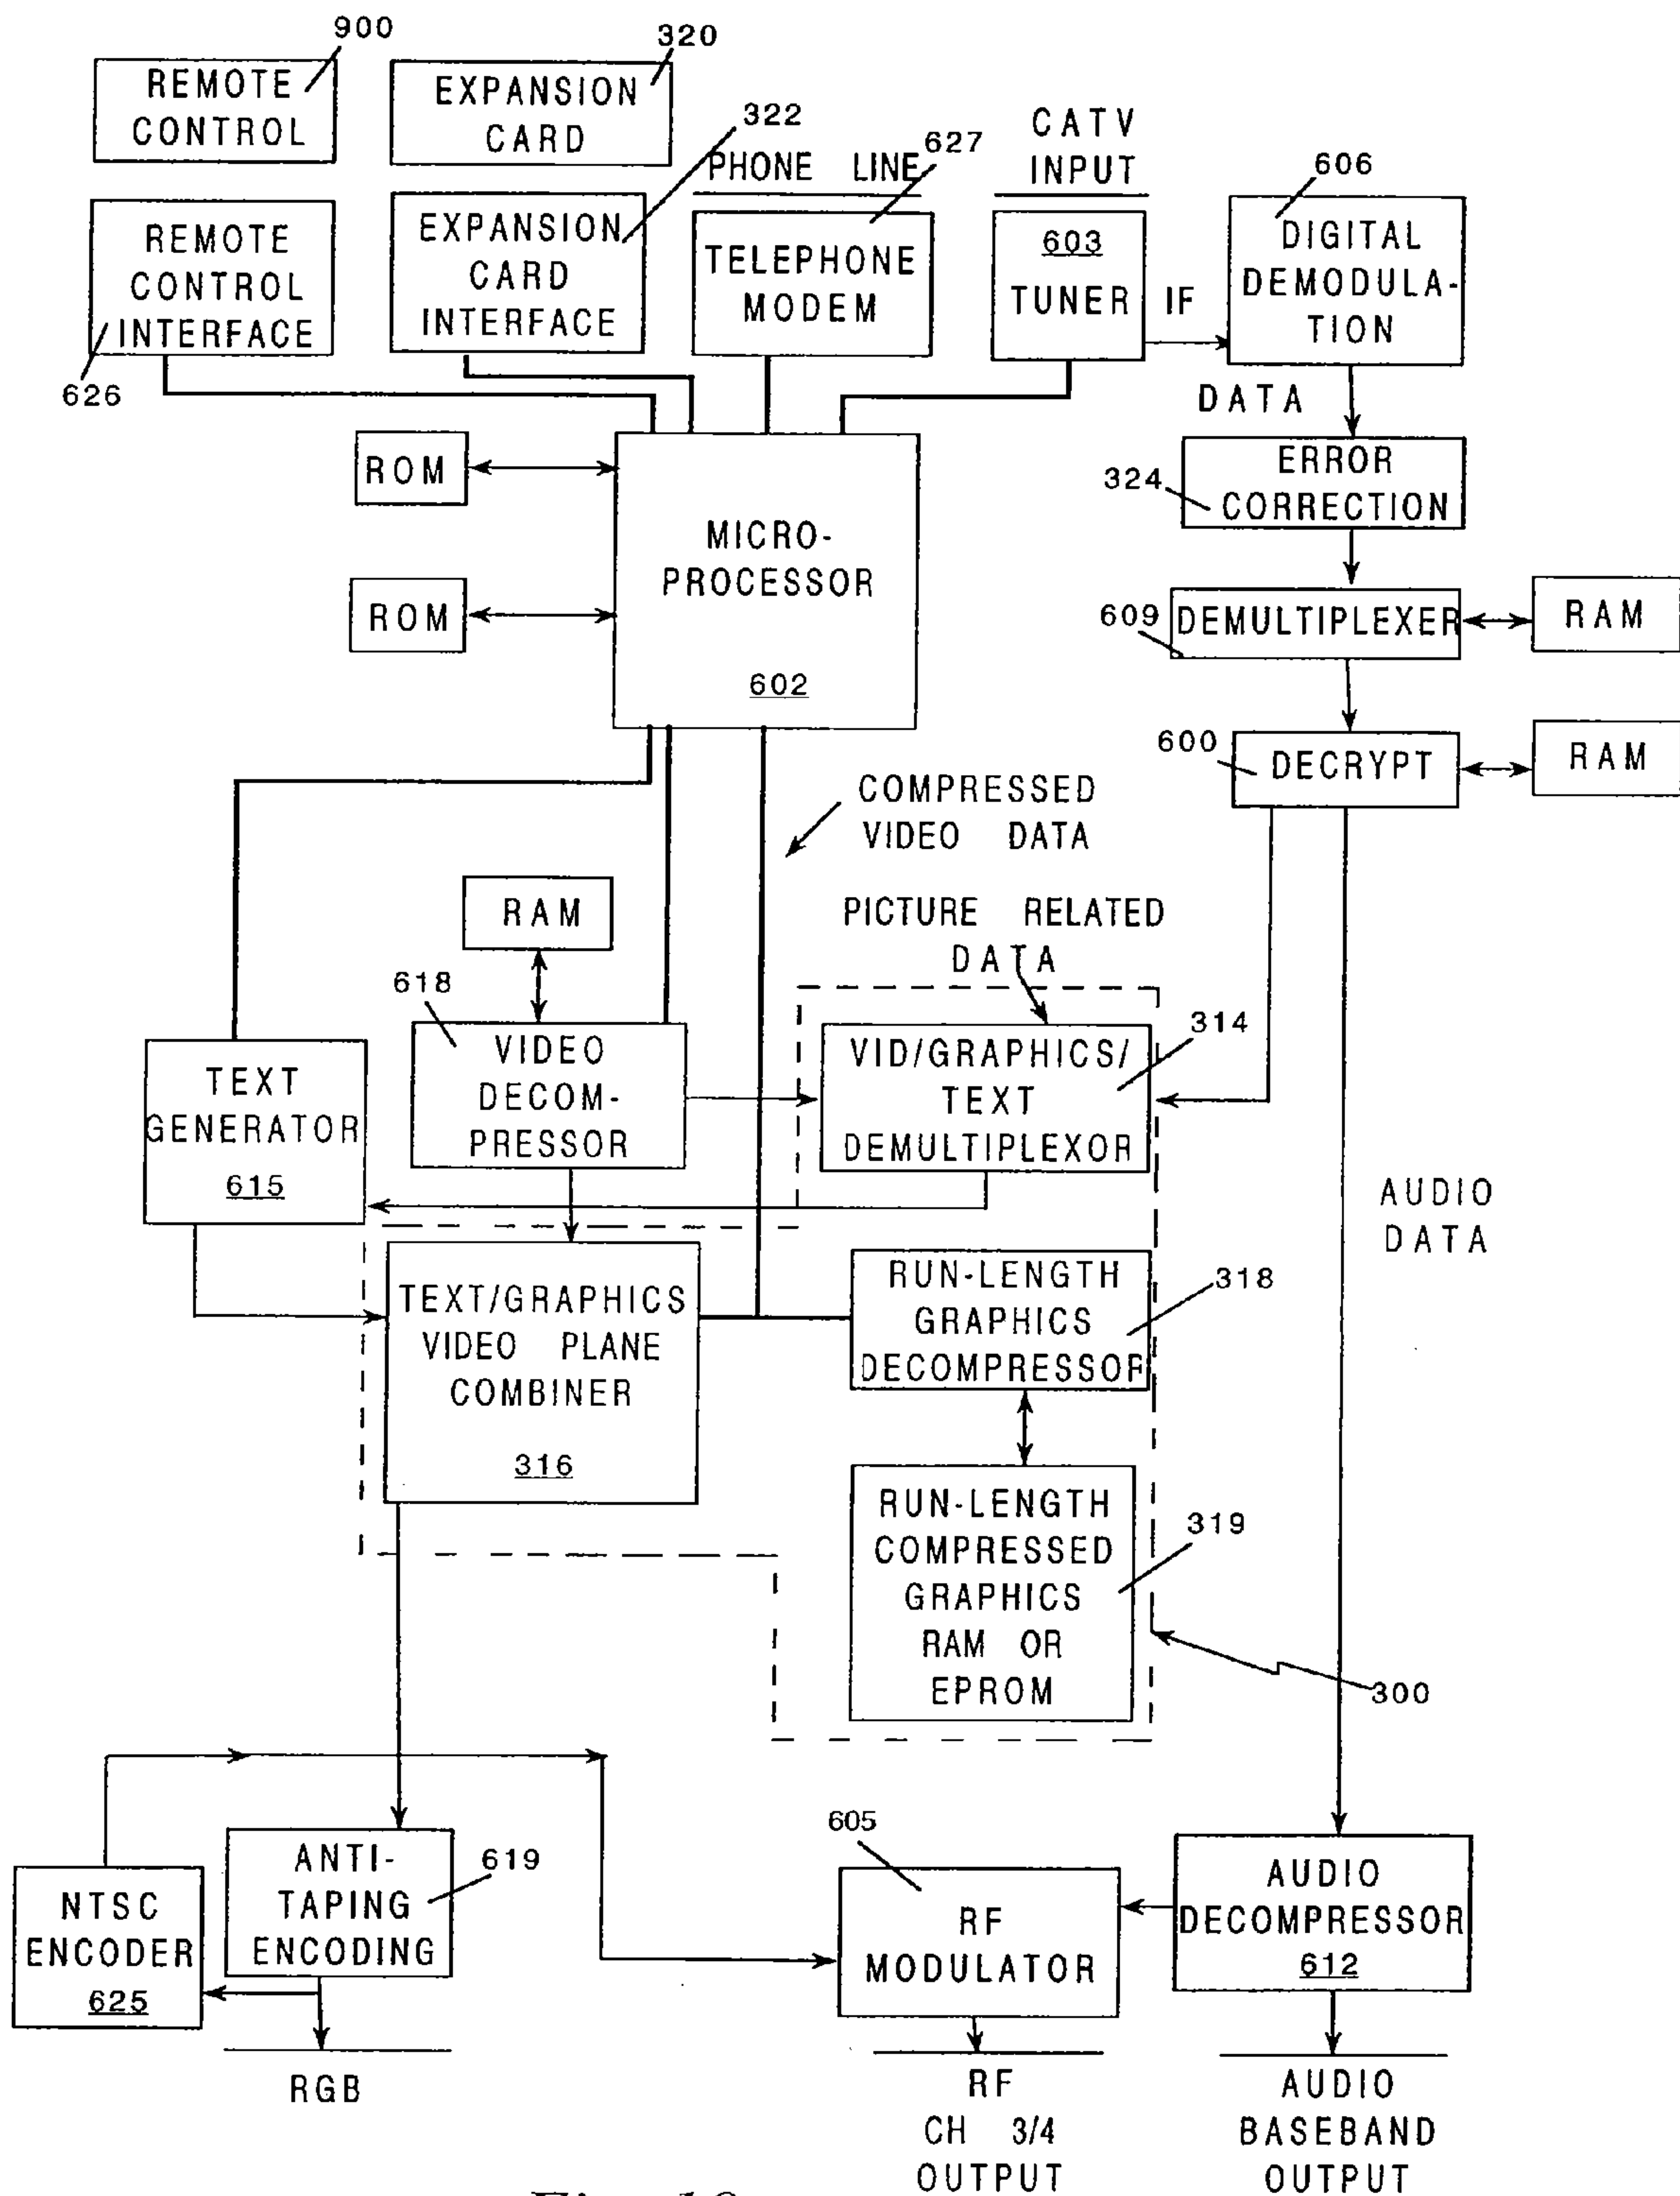 900
REMOTE
CONTROL
320
EXPANSION
CARD
322
PHONE LINE
627
CATV
INPUT
606
REMOTE
CONTROL
INTERFACE
626
EXPANSION
CARD
INTERFACE
TELEPHONE
MODEM
603
TUNER
IF
DIGITAL
DEMODULA-
TION
DATA
ROM
ROM
MICRO-
PROCESSOR
602
324
ERROR
CORRECTION
609
DEMULTIPLEXER
RAM
600
DECRYPT
RAM
COMPRESSED
VIDEO DATA
PICTURE RELATED
DATA
RAM
618
VIDEO
DECOM-
PRESSOR
314
VID/GRAPHICS/
TEXT
DEMULTIPLEXOR
TEXT
GENERATOR
615
AUDIO
DATA
TEXT/GRAPHICS
VIDEO PLANE
COMBINER
316
RUN-LENGTH
GRAPHICS
DECOMPRESSOR
318
RUN-LENGTH
COMPRESSED
GRAPHICS
RAM OR
EPROM
319
300
NTSC
ENCODER
625
ANTI-
TAPING
ENCODING
619
605
RF
MODULATOR
AUDIO
DECOMPRESSOR
612
RGB
RF
CH 3/4
OUTPUT
AUDIO
BASEBAND
OUTPUT